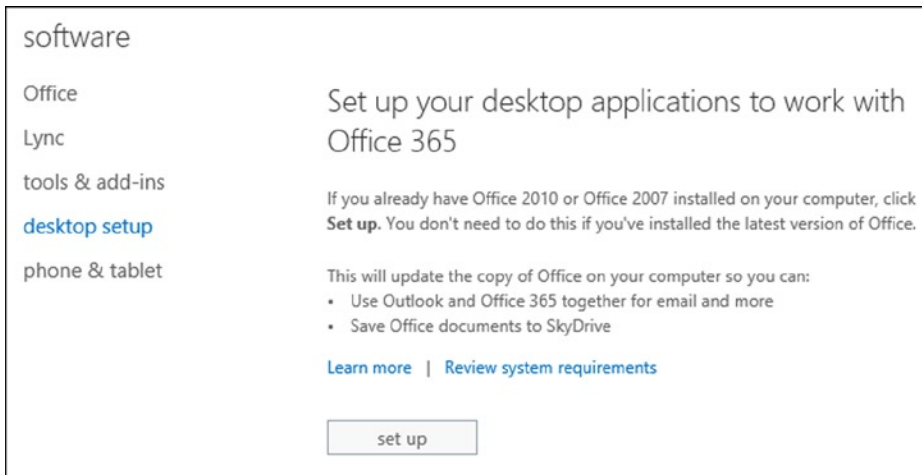 software
Office
Lync
tools & add-ins
desktop setup
phone & tablet
Set up your desktop applications to work with
Office 365
If you already have Office 2010 or Office 2007 installed on your computer, click
Set up. You don't need to do this if you've installed the latest version of Office.
This will update the copy of Office on your computer so you can:
• Use Outlook and Office 365 together for email and more
• Save Office documents to SkyDrive
Learn more | Review system requirements
set up